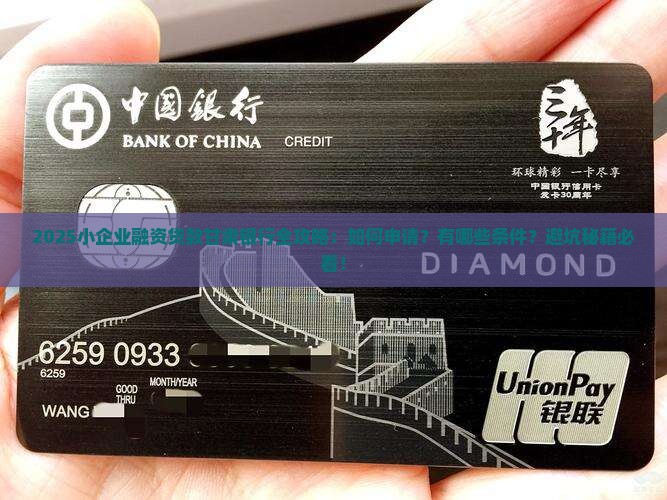 中國銀行
BANK OF CHINA
CREDIT
三十年
环球精彩 一卡尽享
中国银行信用卡
发卡30周年
2025小企业融资贷款甘肃银行全攻略：如何申请？有哪些条件？避坑秘籍必
看！
DIAMOND
6259 0933
6259
GOOD
THRU
MONTH/YEAR
WANG
UnionPay
银联